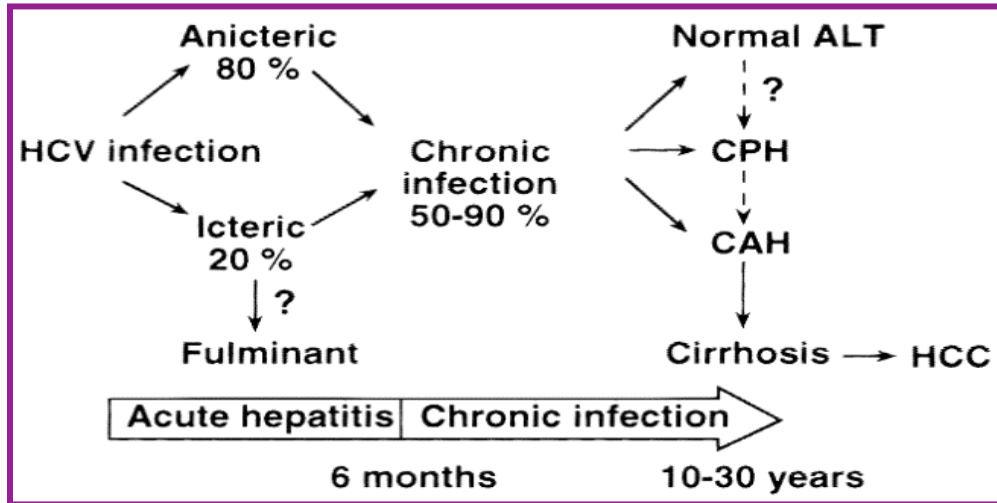 Anicteric
80 %
Normal ALT
?
HCV infection
Chronic
infection
50-90 %
CPH
Icteric
20 %
CAH
?
Fulminant
Cirrhosis
HCC
Acute hepatitis
Chronic infection
6 months
10-30 years